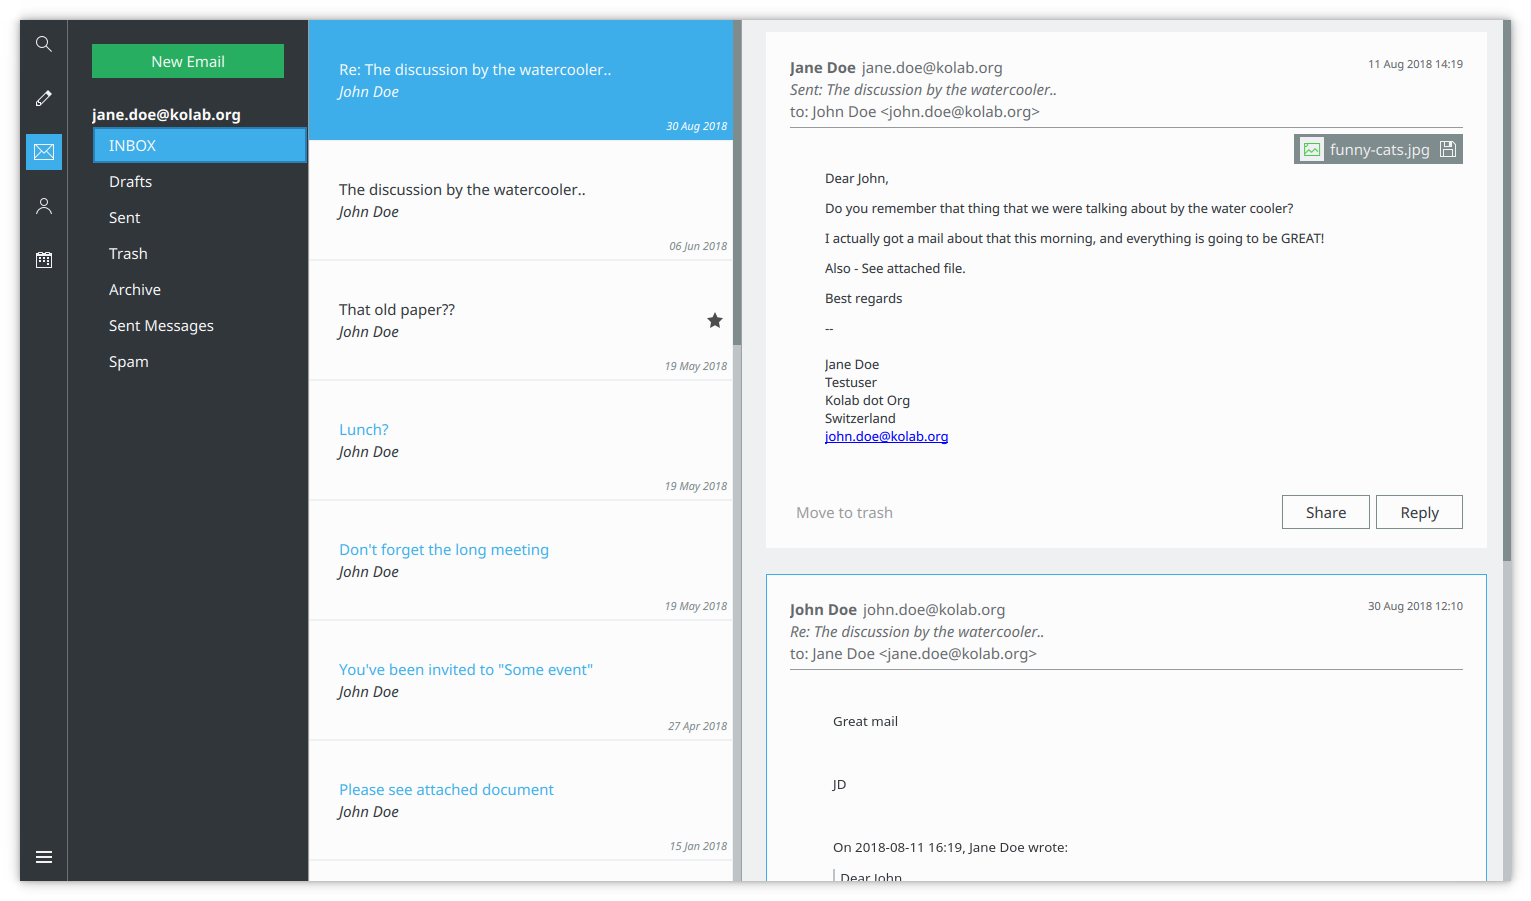 New Email
jane.doe@kolab.org
INBOX
Drafts
Sent
Trash
Archive
Sent Messages
Spam
Re: The discussion by the watercooler..
John Doe
30 Aug 2018
The discussion by the watercooler..
John Doe
06 Jun 2018
That old paper??
John Doe
19 May 2018
Lunch?
John Doe
19 May 2018
Don't forget the long meeting
John Doe
19 May 2018
You've been invited to "Some event"
John Doe
27 Apr 2018
Please see attached document
John Doe
15 Jan 2018
Jane Doe jane.doe@kolab.org 11 Aug 2018 14:19
Sent: The discussion by the watercooler..
to: John Doe <john.doe@kolab.org>
funny-cats.jpg
Dear John,
Do you remember that thing that we were talking about by the water cooler?
I actually got a mail about that this morning, and everything is going to be GREAT!
Also - See attached file.
Best regards
--
Jane Doe
Testuser
Kolab dot Org
Switzerland
john.doe@kolab.org
Move to trash Share Reply
John Doe john.doe@kolab.org 30 Aug 2018 12:10
Re: The discussion by the watercooler..
to: Jane Doe <jane.doe@kolab.org>
Great mail
JD
On 2018-08-11 16:19, Jane Doe wrote:
Dear John